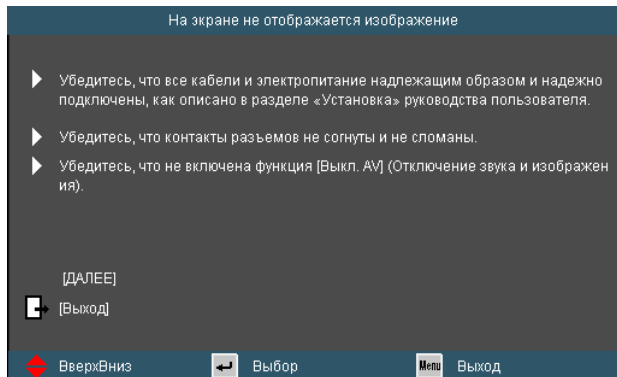 На экране не отображается изображение
Убедитесь, что все кабели и электропитание надлежащим образом и надежно
подключены, как описано в разделе «Установка» руководства пользователя.
Убедитесь, что контакты разъемов не согнуты и не сломаны.
Убедитесь, что не включена функция [Выкл. AV] (Отключение звука и изображен
ия).
[ДАЛЕЕ]
[Выход]
ВверхВниз Выбор Menu Выход